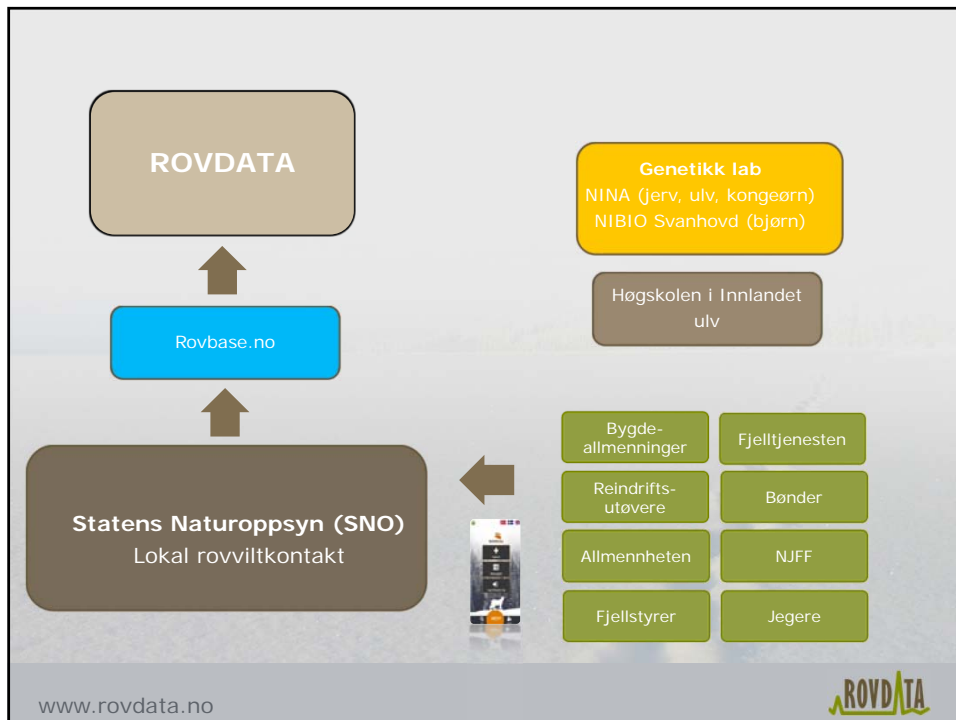 ROVDATA
Genetikk lab
NINA (jerv, ulv, kongeørn)
NIBIO Svanhovd (bjørn)
Høgskolen i Innlandet
ulv
Rovbase.no
Statens Naturoppsyn (SNO)
Lokal rovviltkontakt
Bygde-
allmenninger
Fjelltjenesten
Reindrifts-
utøvere
Bønder
Allmennheten
NJFF
Fjellstyrer
Jegere
www.rovdata.no
ROVDATA